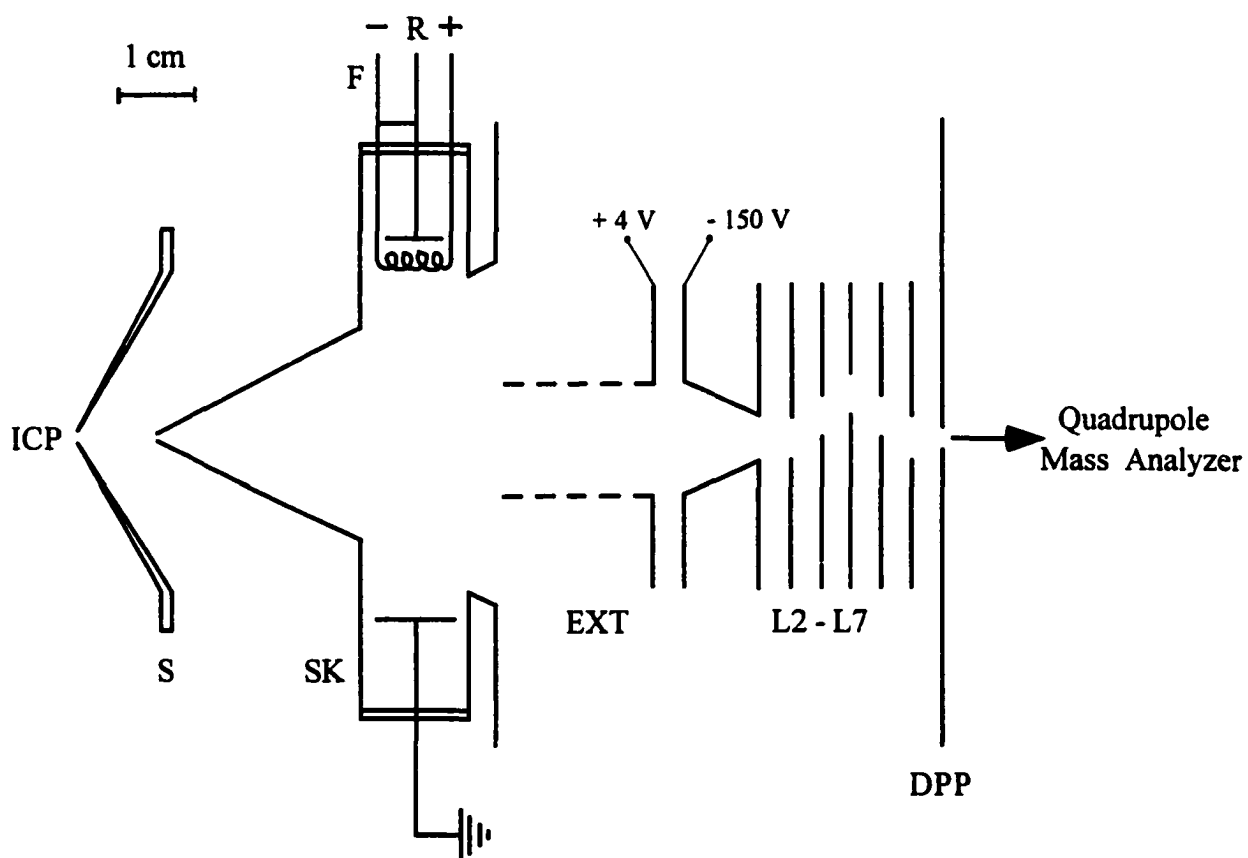 − R +
1 cm
F
+ 4 V
- 150 V
ICP
Quadrupole
Mass Analyzer
EXT
L2 - L7
S
SK
DPP